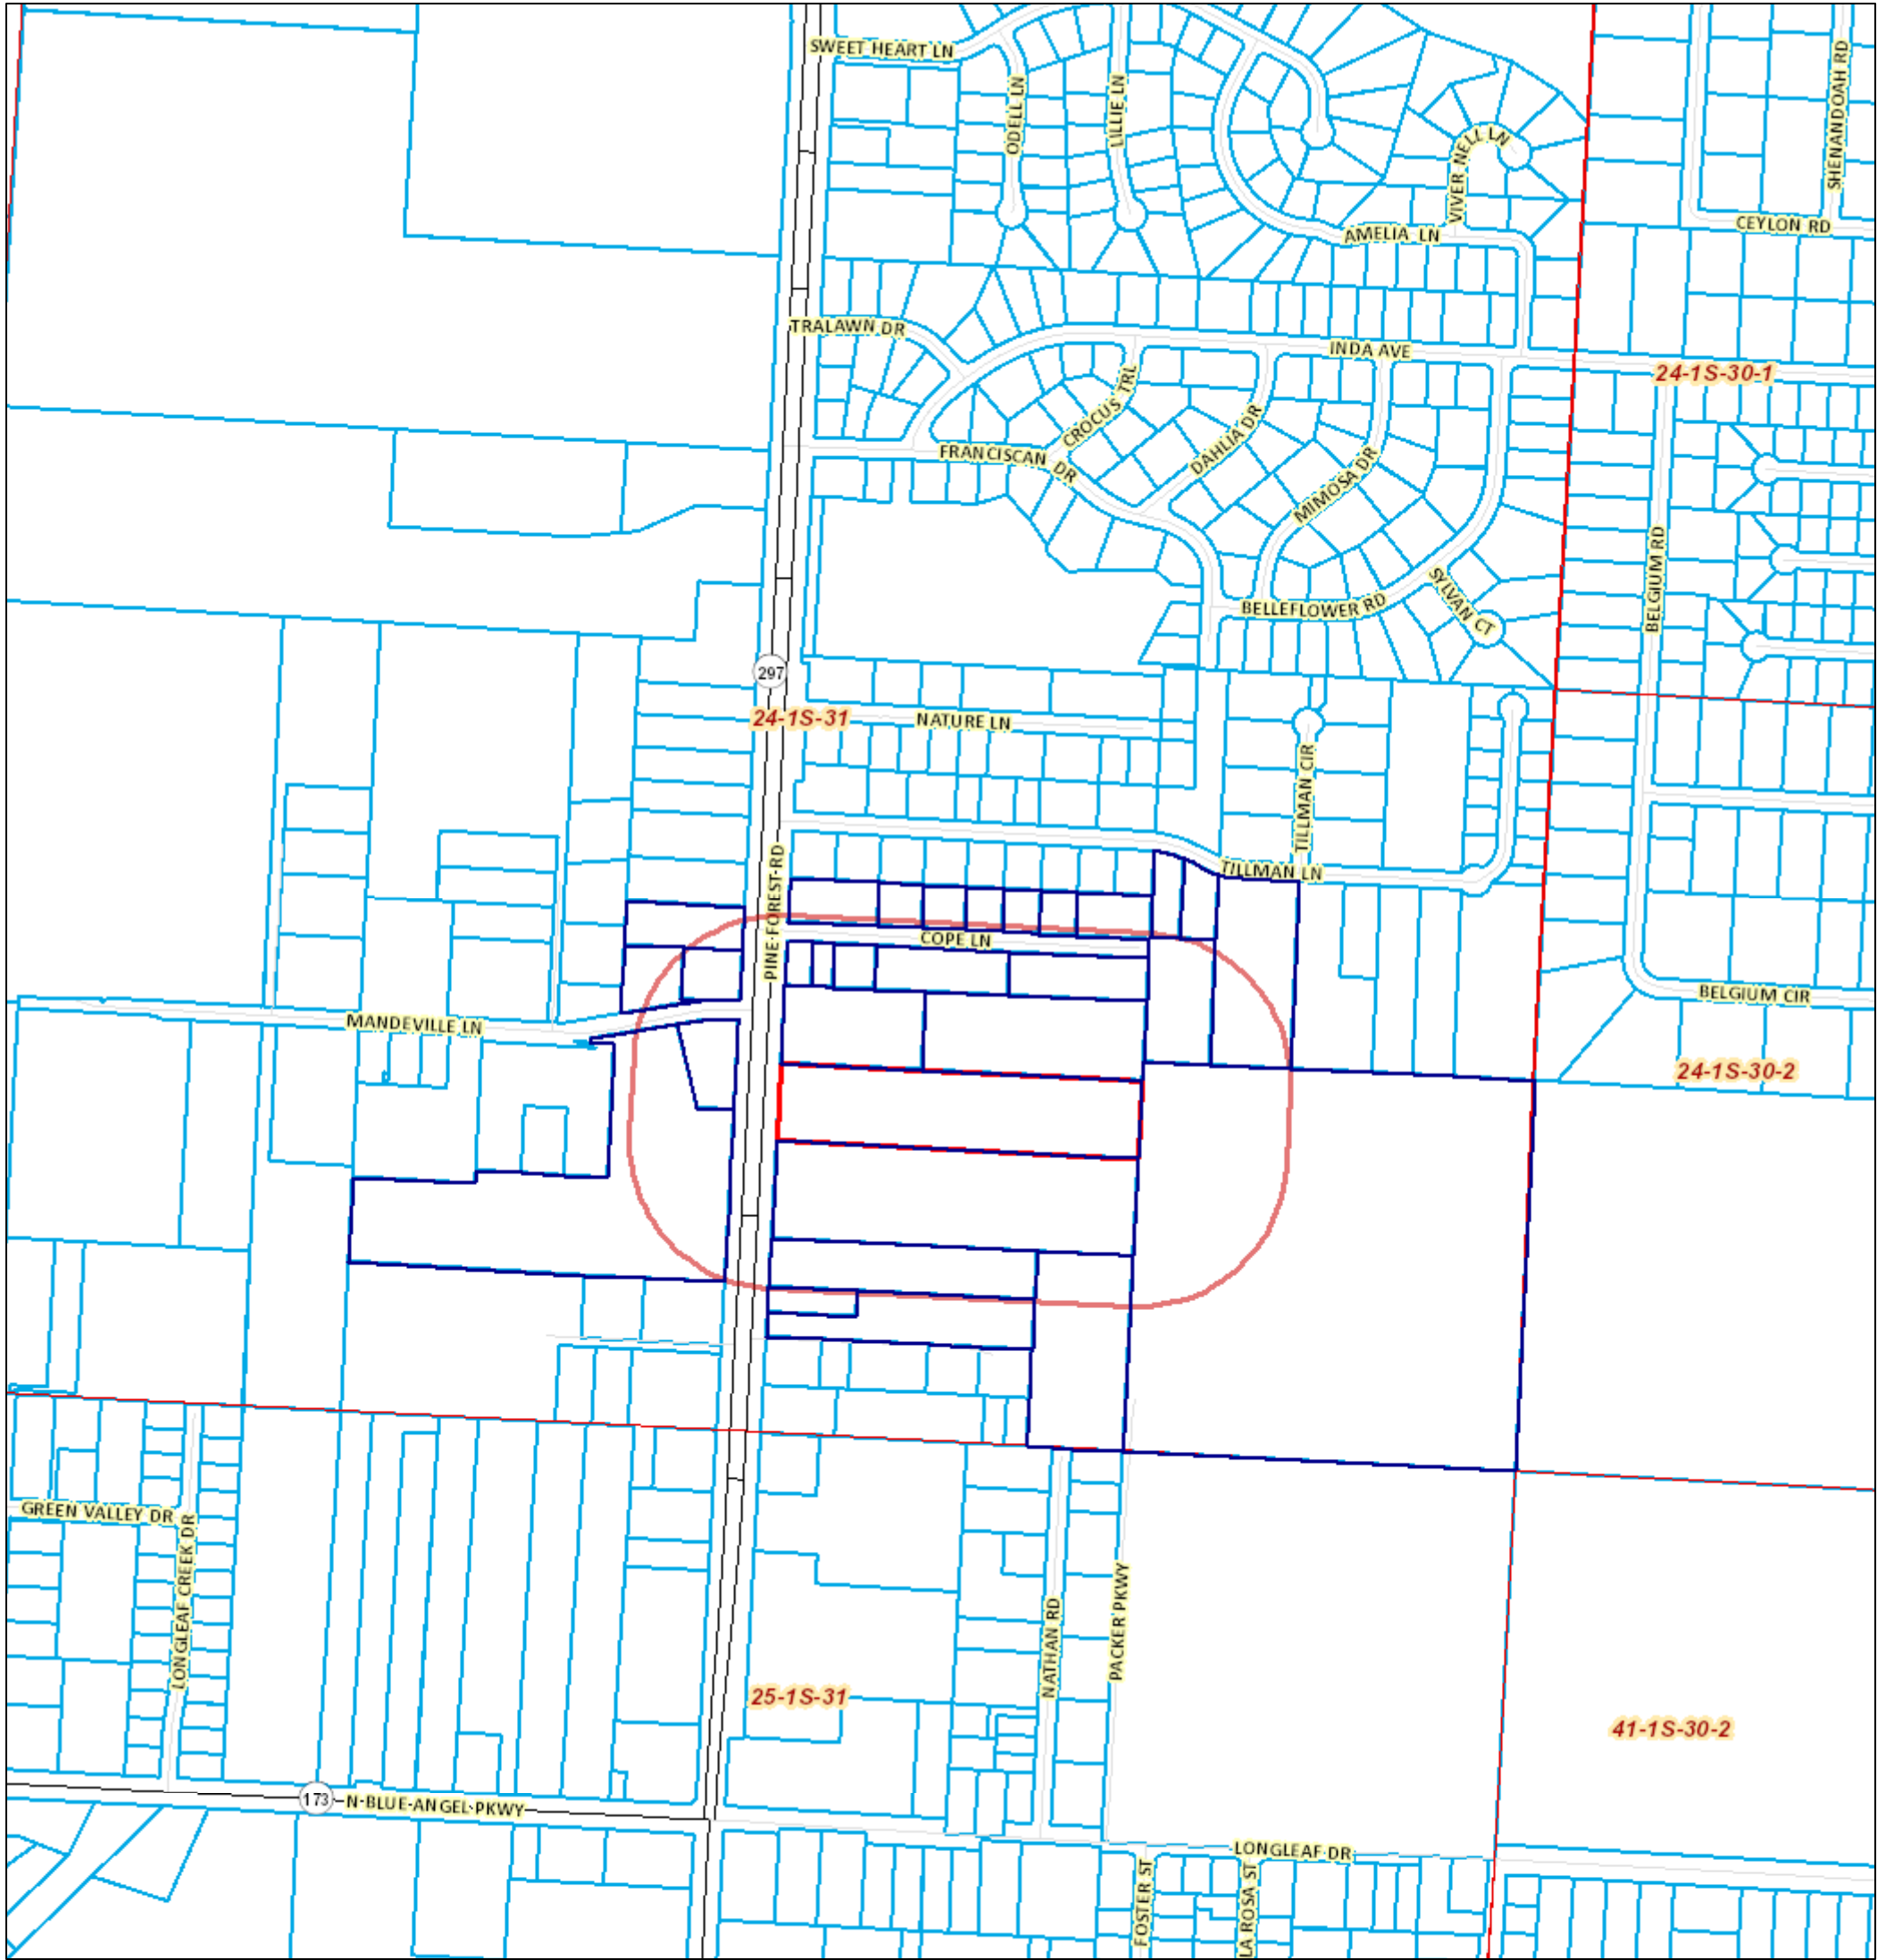 SWEET HEART LN
ODELL LN
LILLIE LN
VIVER NELL LN
SHENANDOAH RD
CEYLON RD
AMELIA LN
TRALAWN DR
INDA AVE
24-1S-30-1
CROCUS TRL
DAHLIA DR
FRANCISCAN DR
MIMOSA DR
BELGIUM RD
SYLVAN CT
BELLEFLOWER RD
297
24-1S-31
NATURE LN
TILLMAN CIR
PINE FOREST RD
TILLMAN LN
COPE LN
BELGIUM CIR
MANDEVILLE LN
24-1S-30-2
GREEN VALLEY DR
LONGLEAF CREEK DR
NATHAN RD
PACKER PKWY
25-1S-31
41-1S-30-2
173
N BLUE ANGEL PKWY
LONGLEAF DR
FOSTER ST
LA ROSA ST